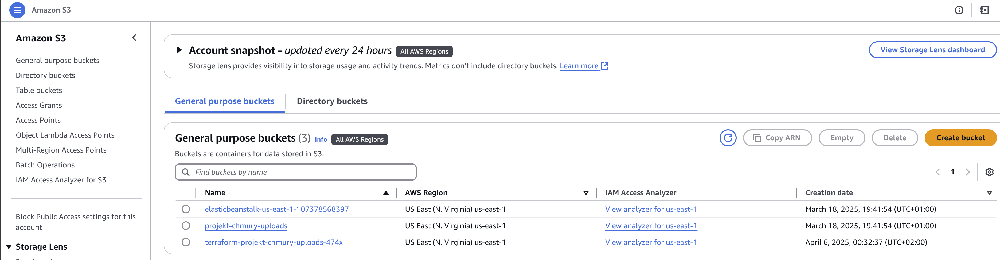 Amazon S3
Amazon S3
General purpose buckets
Directory buckets
Table buckets
Access Grants
Access Points
Object Lambda Access Points
Multi-Region Access Points
Batch Operations
IAM Access Analyzer for S3
Block Public Access settings for this
account
Storage Lens
Account snapshot - updated every 24 hours All AWS Regions
View Storage Lens dashboard
Storage lens provides visibility into storage usage and activity trends. Metrics don't include directory buckets. Learn more
General purpose buckets Directory buckets
General purpose buckets (3) Info All AWS Regions
Copy ARN Empty Delete Create bucket
Buckets are containers for data stored in S3.
Find buckets by name
1
Name AWS Region IAM Access Analyzer Creation date
elasticbeanstalk-us-east-1-107378568397 US East (N. Virginia) us-east-1 View analyzer for us-east-1 March 18, 2025, 19:41:54 (UTC+01:00)
projekt-chmury-uploads US East (N. Virginia) us-east-1 View analyzer for us-east-1 March 18, 2025, 19:41:54 (UTC+01:00)
terraform-projekt-chmury-uploads-474x US East (N. Virginia) us-east-1 View analyzer for us-east-1 April 6, 2025, 00:32:37 (UTC+02:00)